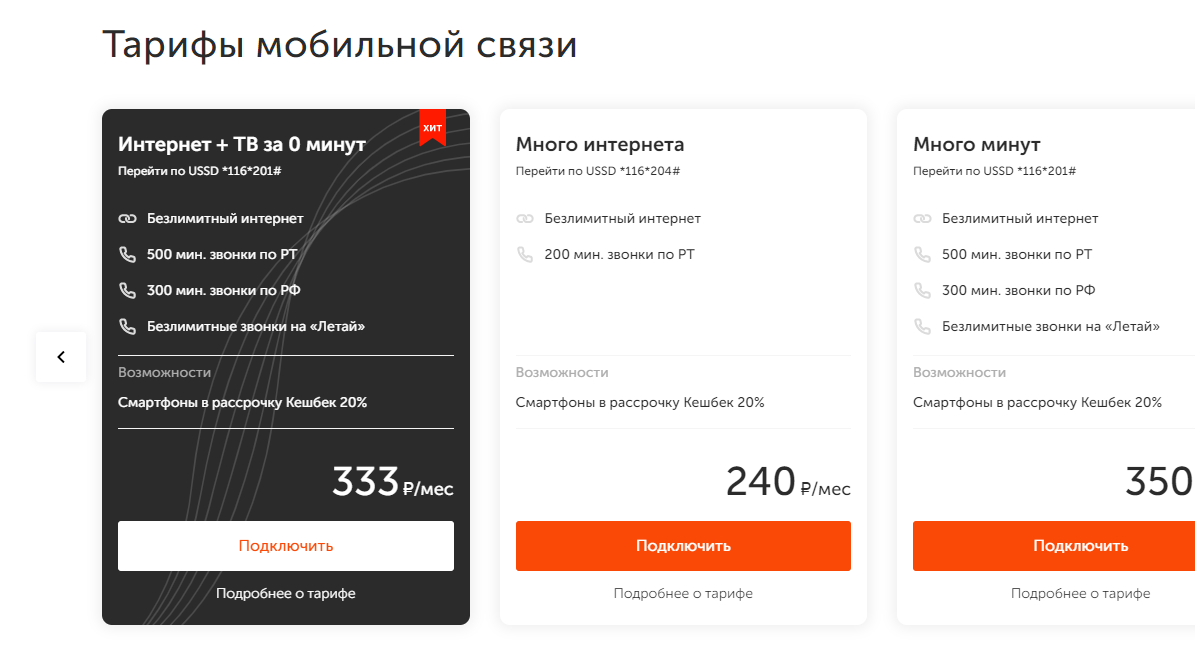 Тарифы мобильной связи
хит
Интернет + ТВ за 0 минут
Перейти по USSD *116*201#
Безлимитный интернет
500 мин. звонки по РТ
300 мин. звонки по РФ
Безлимитные звонки на «Летай»
Возможности
Смартфоны в рассрочку Кешбек 20%
333 ₽/мес
Подключить
Подробнее о тарифе
Много интернета
Перейти по USSD *116*204#
Безлимитный интернет
200 мин. звонки по РТ
Возможности
Смартфоны в рассрочку Кешбек 20%
240 ₽/мес
Подключить
Подробнее о тарифе
Много минут
Перейти по USSD *116*201#
Безлимитный интернет
500 мин. звонки по РТ
300 мин. звонки по РФ
Безлимитные звонки на «Летай»
Возможности
Смартфоны в рассрочку Кешбек 20%
350
Подключить
Подробнее о тарифе